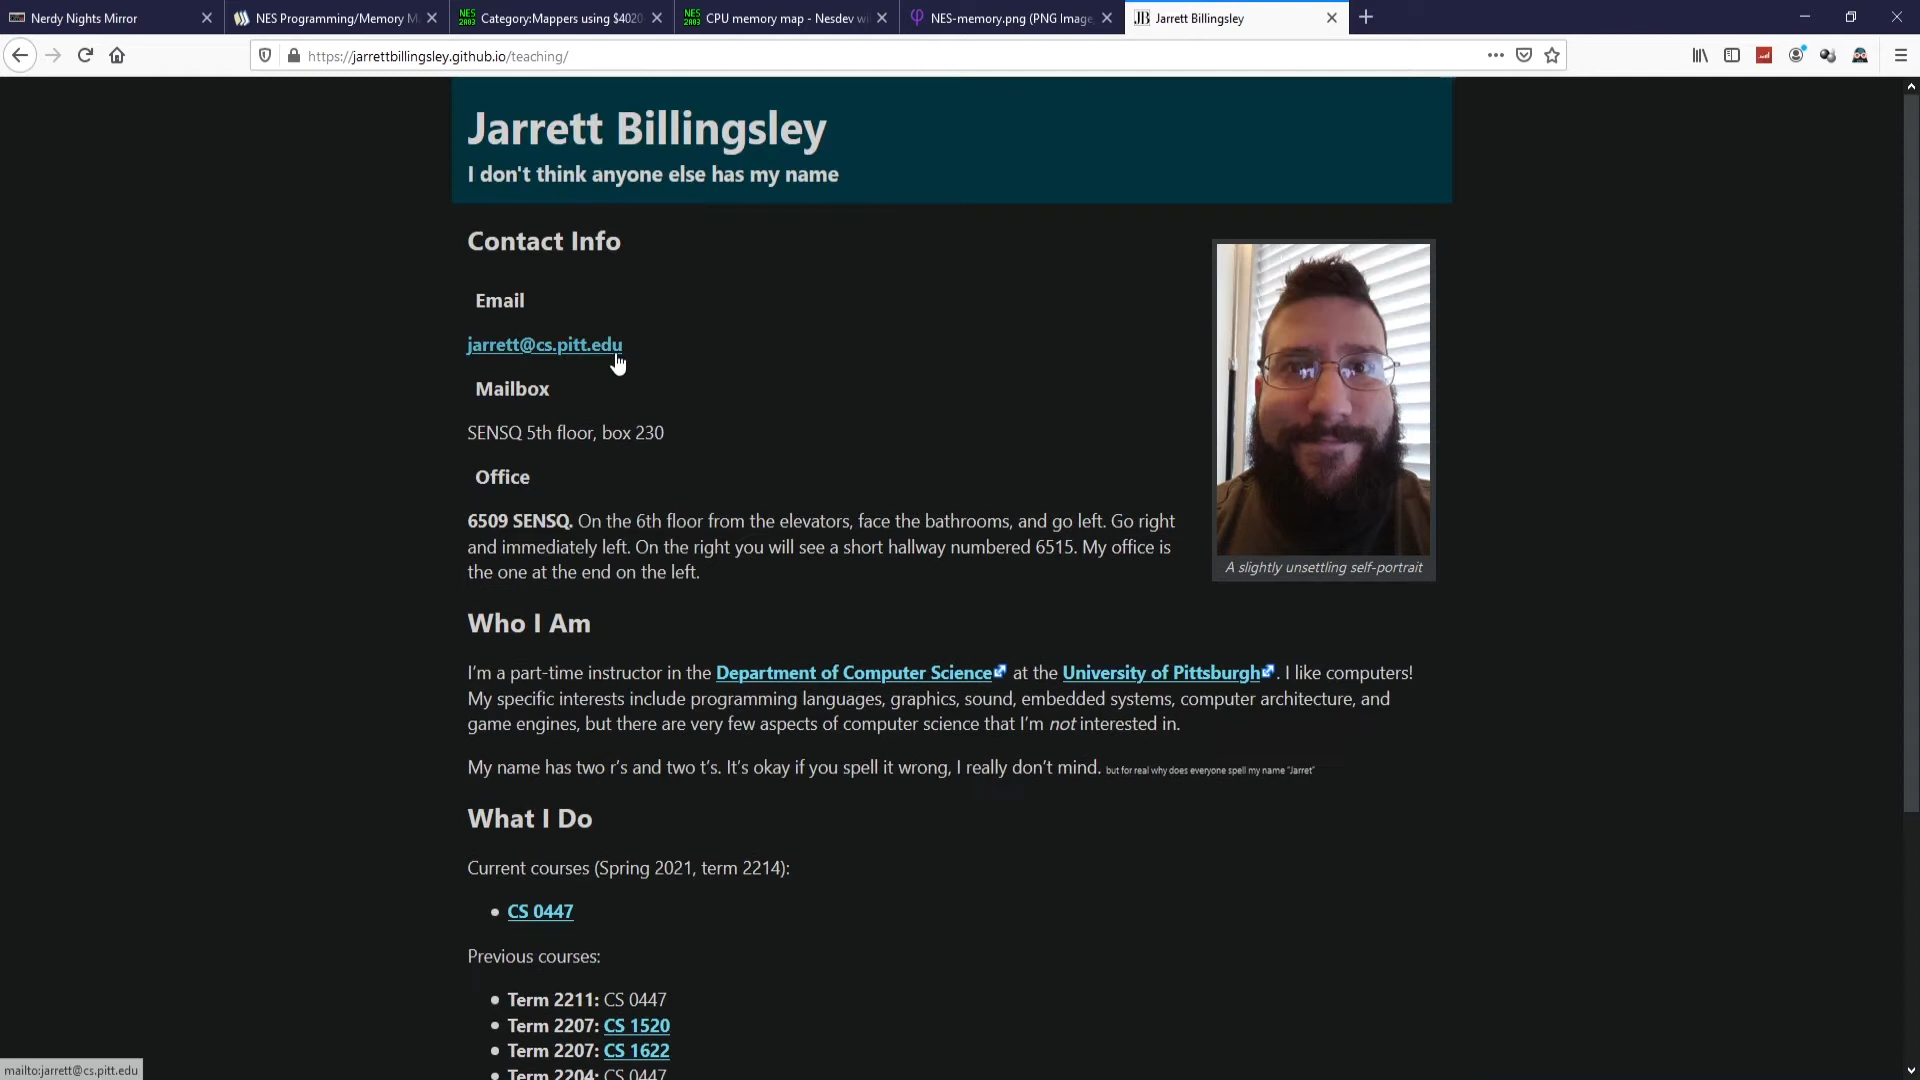 Nerdy Nights Mirror
NES Programming/Memory M
Category:Mappers using $4020
CPU memory map - Nesdev wi
NES-memory.png (PNG Image,
Jarrett Billingsley
https://jarrettbillingsley.github.io/teaching/
Jarrett Billingsley
I don't think anyone else has my name
Contact Info
Email
jarrett@cs.pitt.edu
Mailbox
SENSQ 5th floor, box 230
Office
6509 SENSQ. On the 6th floor from the elevators, face the bathrooms, and go left. Go right
and immediately left. On the right you will see a short hallway numbered 6515. My office is
the one at the end on the left.
A slightly unsettling self-portrait
Who I Am
I'm a part-time instructor in the Department of Computer Science at the University of Pittsburgh. I like computers!
My specific interests include programming languages, graphics, sound, embedded systems, computer architecture, and
game engines, but there are very few aspects of computer science that I'm not interested in.
My name has two r's and two t's. It's okay if you spell it wrong, I really don't mind. but for real why does everyone spell my name "Jarret"
What I Do
Current courses (Spring 2021, term 2214):
• CS 0447
Previous courses:
• Term 2211: CS 0447
• Term 2207: CS 1520
• Term 2207: CS 1622
• Term 2204: CS 0447
mailto:jarrett@cs.pitt.edu